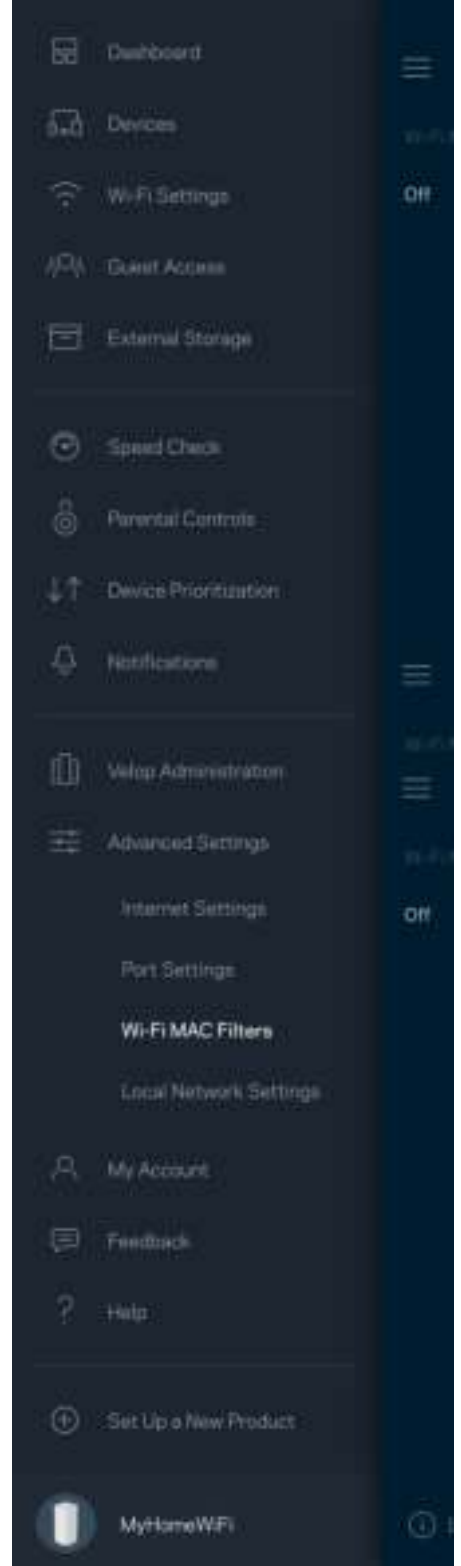 Dashboard
Devices
Off
Wi-Fi Settings
Guest Access
External Storage
Speed Check
Parental Controls
Device Prioritization
Notifications
Velop Administration
Advanced Settings
Internet Settings
Off
Port Settings
Wi-Fi MAC Filters
Local Network Settings
My Account
Feedback
Help
Set Up a New Product
MyHomeWiFi